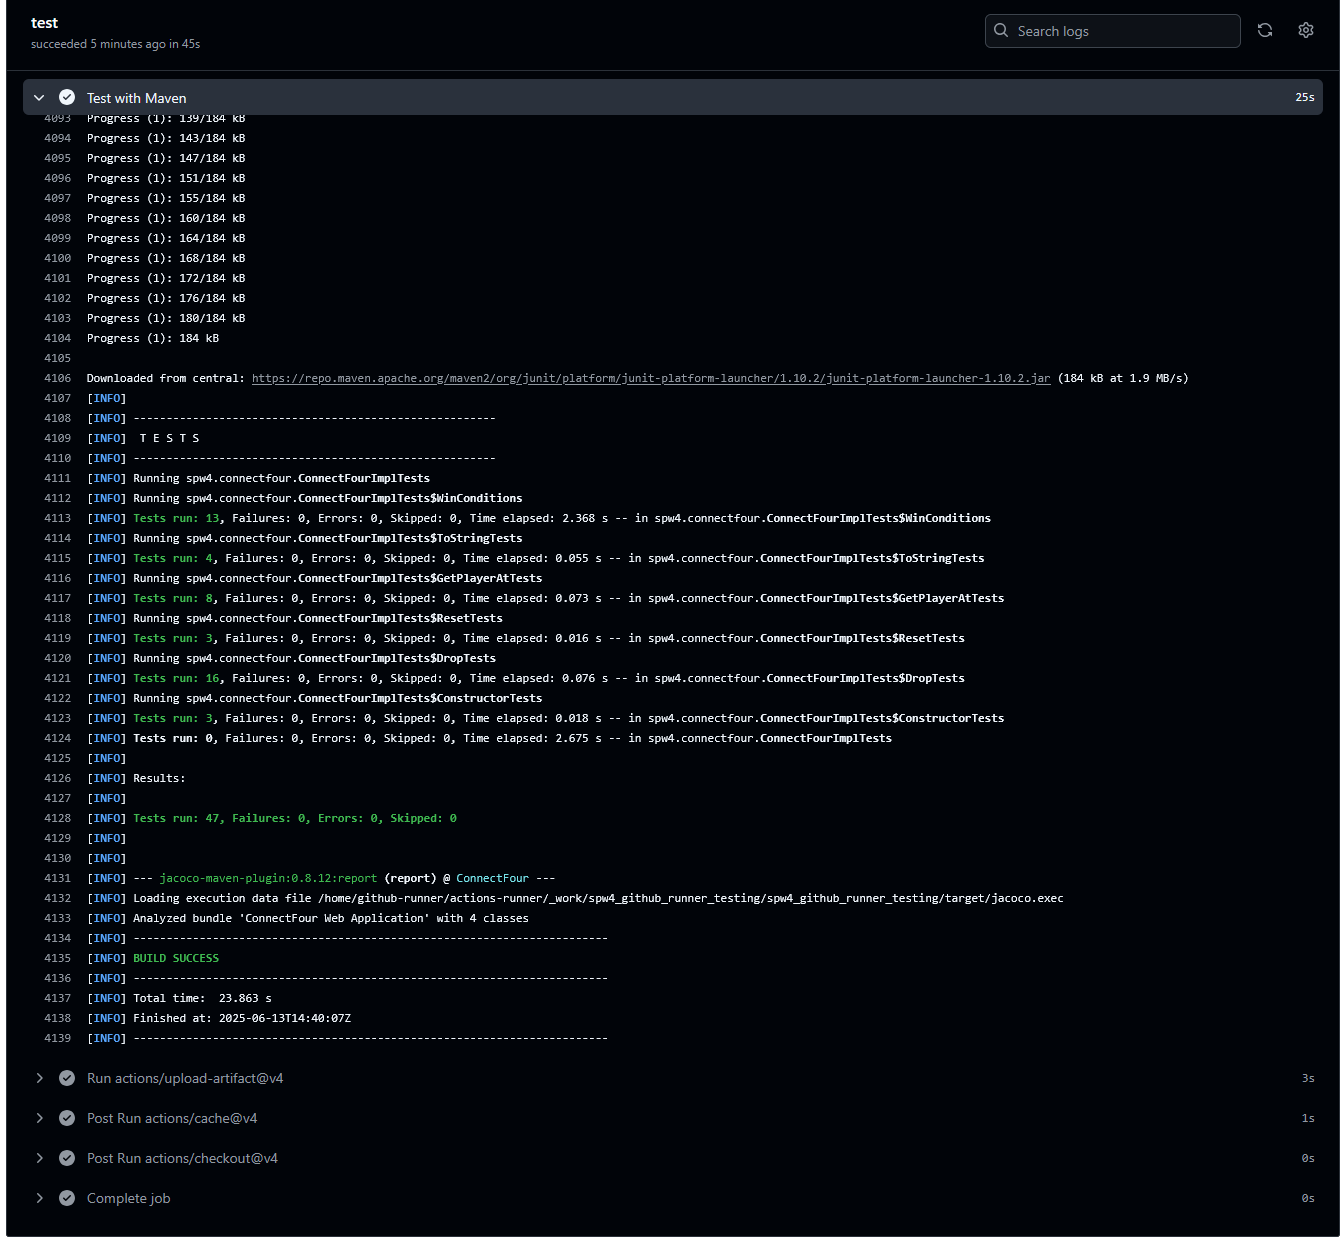 test
succeeded 5 minutes ago in 45s
Search logs
Test with Maven 25s
4093 Progress (1): 139/184 kB
4094 Progress (1): 143/184 kB
4095 Progress (1): 147/184 kB
4096 Progress (1): 151/184 kB
4097 Progress (1): 155/184 kB
4098 Progress (1): 160/184 kB
4099 Progress (1): 164/184 kB
4100 Progress (1): 168/184 kB
4101 Progress (1): 172/184 kB
4102 Progress (1): 176/184 kB
4103 Progress (1): 180/184 kB
4104 Progress (1): 184 kB
4105
4106 Downloaded from central: https://repo.maven.apache.org/maven2/org/junit/platform/junit-platform-launcher/1.10.2/junit-platform-launcher-1.10.2.jar (184 kB at 1.9 MB/s)
4107 [INFO]
4108 [INFO] -------------------------------------------------------
4109 [INFO]  T E S T S
4110 [INFO] -------------------------------------------------------
4111 [INFO] Running spw4.connectfour.ConnectFourImplTests
4112 [INFO] Running spw4.connectfour.ConnectFourImplTests$WinConditions
4113 [INFO] Tests run: 13, Failures: 0, Errors: 0, Skipped: 0, Time elapsed: 2.368 s -- in spw4.connectfour.ConnectFourImplTests$WinConditions
4114 [INFO] Running spw4.connectfour.ConnectFourImplTests$ToStringTests
4115 [INFO] Tests run: 4, Failures: 0, Errors: 0, Skipped: 0, Time elapsed: 0.055 s -- in spw4.connectfour.ConnectFourImplTests$ToStringTests
4116 [INFO] Running spw4.connectfour.ConnectFourImplTests$GetPlayerAtTests
4117 [INFO] Tests run: 8, Failures: 0, Errors: 0, Skipped: 0, Time elapsed: 0.073 s -- in spw4.connectfour.ConnectFourImplTests$GetPlayerAtTests
4118 [INFO] Running spw4.connectfour.ConnectFourImplTests$ResetTests
4119 [INFO] Tests run: 3, Failures: 0, Errors: 0, Skipped: 0, Time elapsed: 0.016 s -- in spw4.connectfour.ConnectFourImplTests$ResetTests
4120 [INFO] Running spw4.connectfour.ConnectFourImplTests$DropTests
4121 [INFO] Tests run: 16, Failures: 0, Errors: 0, Skipped: 0, Time elapsed: 0.076 s -- in spw4.connectfour.ConnectFourImplTests$DropTests
4122 [INFO] Running spw4.connectfour.ConnectFourImplTests$ConstructorTests
4123 [INFO] Tests run: 3, Failures: 0, Errors: 0, Skipped: 0, Time elapsed: 0.018 s -- in spw4.connectfour.ConnectFourImplTests$ConstructorTests
4124 [INFO] Tests run: 0, Failures: 0, Errors: 0, Skipped: 0, Time elapsed: 2.675 s -- in spw4.connectfour.ConnectFourImplTests
4125 [INFO]
4126 [INFO] Results:
4127 [INFO]
4128 [INFO] Tests run: 47, Failures: 0, Errors: 0, Skipped: 0
4129 [INFO]
4130 [INFO]
4131 [INFO] --- jacoco-maven-plugin:0.8.12:report (report) @ ConnectFour ---
4132 [INFO] Loading execution data file /home/github-runner/actions-runner/_work/spw4_github_runner_testing/spw4_github_runner_testing/target/jacoco.exec
4133 [INFO] Analyzed bundle 'ConnectFour Web Application' with 4 classes
4134 [INFO] ------------------------------------------------------------------------
4135 [INFO] BUILD SUCCESS
4136 [INFO] ------------------------------------------------------------------------
4137 [INFO] Total time:  23.863 s
4138 [INFO] Finished at: 2025-06-13T14:40:07Z
4139 [INFO] ------------------------------------------------------------------------
Run actions/upload-artifact@v4 3s
Post Run actions/cache@v4 1s
Post Run actions/checkout@v4 0s
Complete job 0s